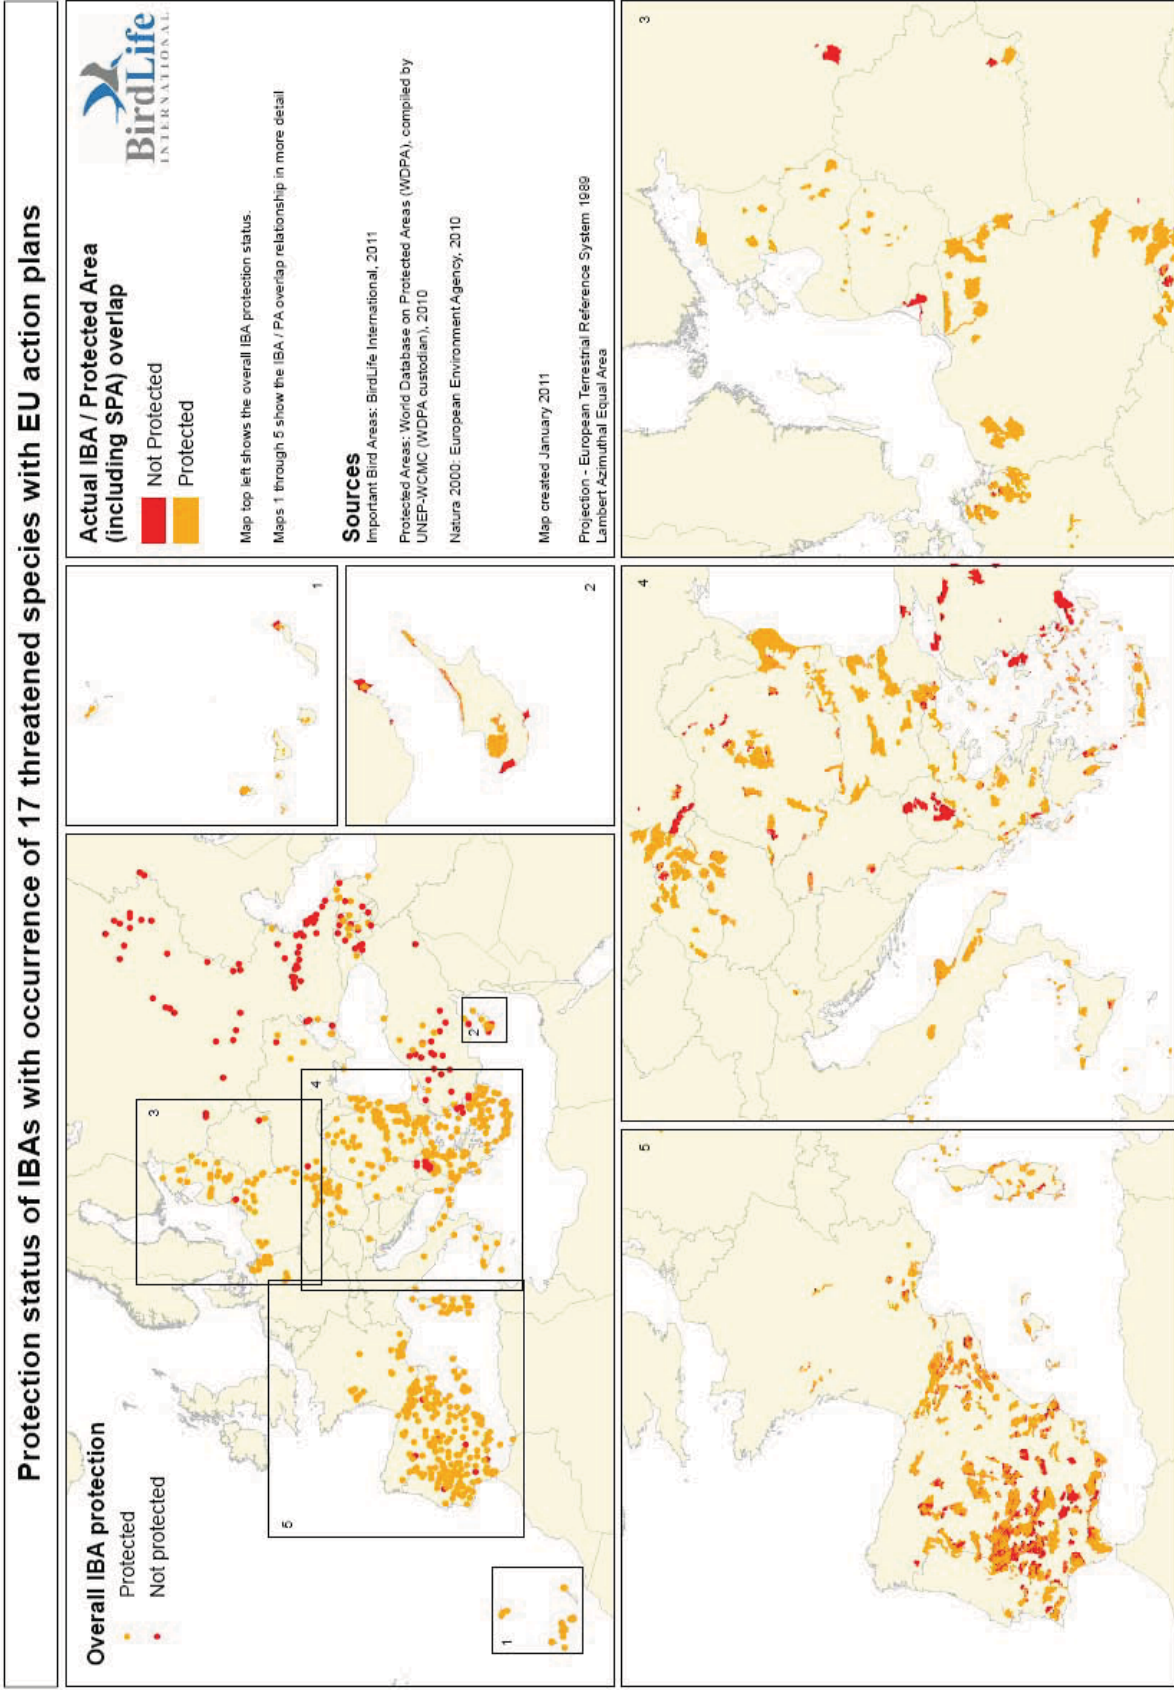 Protection status of IBAs with occurrence of 17 threatened species with EU action plans
Overall IBA protection
Protected
Not protected
1
5
3
4
2
1
2
Actual IBA / Protected Area
(including SPA) overlap
Not Protected
Protected
BirdLife
INTERNATIONAL
Map top left shows the overall IBA protection status.
Maps 1 through 5 show the IBA / PA overlap relationship in more detail
Sources
Important Bird Areas: BirdLife International, 2011
Protected Areas: World Database on Protected Areas (WDPA), compiled by
UNEP-WCMC (WDPA custodian), 2010
Natura 2000: European Environment Agency, 2010
Map created January 2011
Projection - European Terrestrial Reference System 1989
Lambert Azimuthal Equal Area
5
4
3